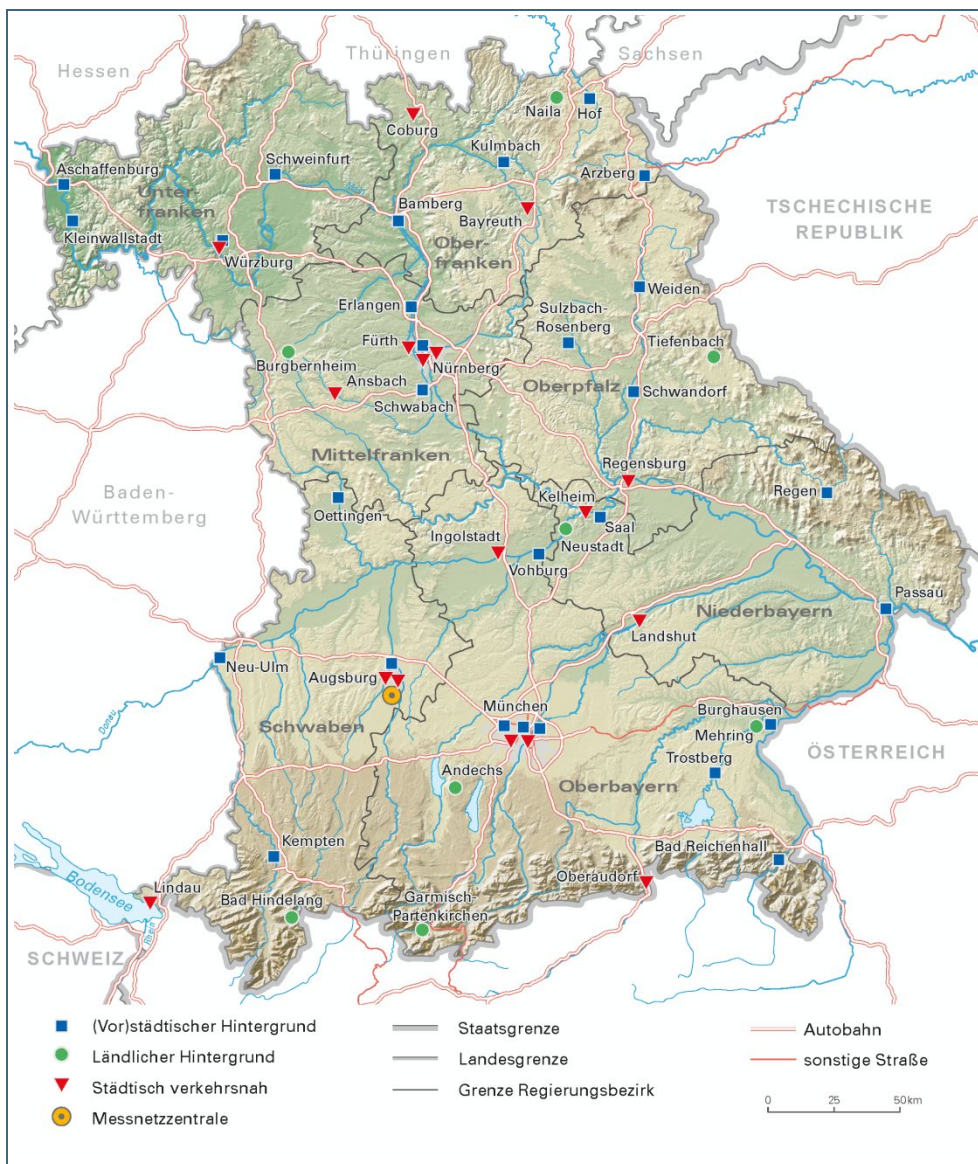 Thüringen
Sachsen
Hessen
Naila
Hof
Coburg
Kulmbach
Schweinfurt
Aschaffenburg
Arzberg
Unter-
franken
Main
Bamberg
Bayreuth
TSCHECHISCHE
REPUBLIK
Kleinwallstadt
Ober-
franken
Würzburg
Weiden
Erlangen
Sulzbach-
Rosenberg
Fürth
Tiefenbach
Burgbernheim
Nürnberg
Ansbach
Oberpfalz
Schwandorf
Schwabach
Mittelfranken
Regensburg
Baden-
Württemberg
Kelheim
Regen
Oettingen
Saal
Ingolstadt
Neustadt
Vohburg
Passau
Niederbayern
Landshut
Neu-Ulm
Augsburg
Donau
Schwaben
München
Burghausen
Mehring
ÖSTERREICH
Trostberg
Andechs
Oberbayern
Kempten
Bad Reichenhall
Bodensee
Lindau
Oberaudorf
Bad Hindelang
Garmisch-
Partenkirchen
Rhein
SCHWEIZ
(Vor)städtischer Hintergrund
Staatsgrenze
Autobahn
Ländlicher Hintergrund
Landesgrenze
sonstige Straße
Städtisch verkehrsnah
Grenze Regierungsbezirk
Messnetzzentrale
0 25 50 km